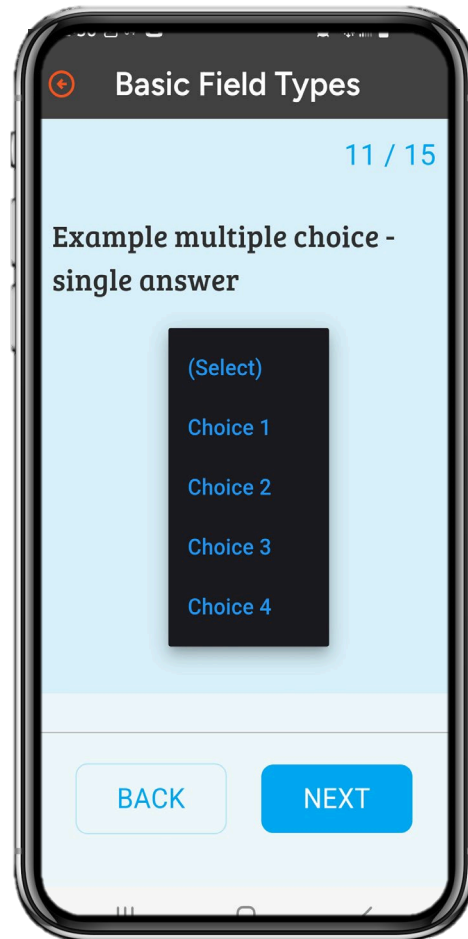 Basic Field Types
11 / 15
Example multiple choice -
single answer
(Select)
Choice 1
Choice 2
Choice 3
Choice 4
BACK
NEXT